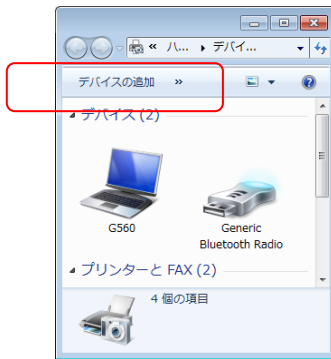 « ハ... ▸ デバイ...
デバイスの追加 »
デバイス (2)
G560
Generic
Bluetooth Radio
プリンターと FAX (2)
4 個の項目